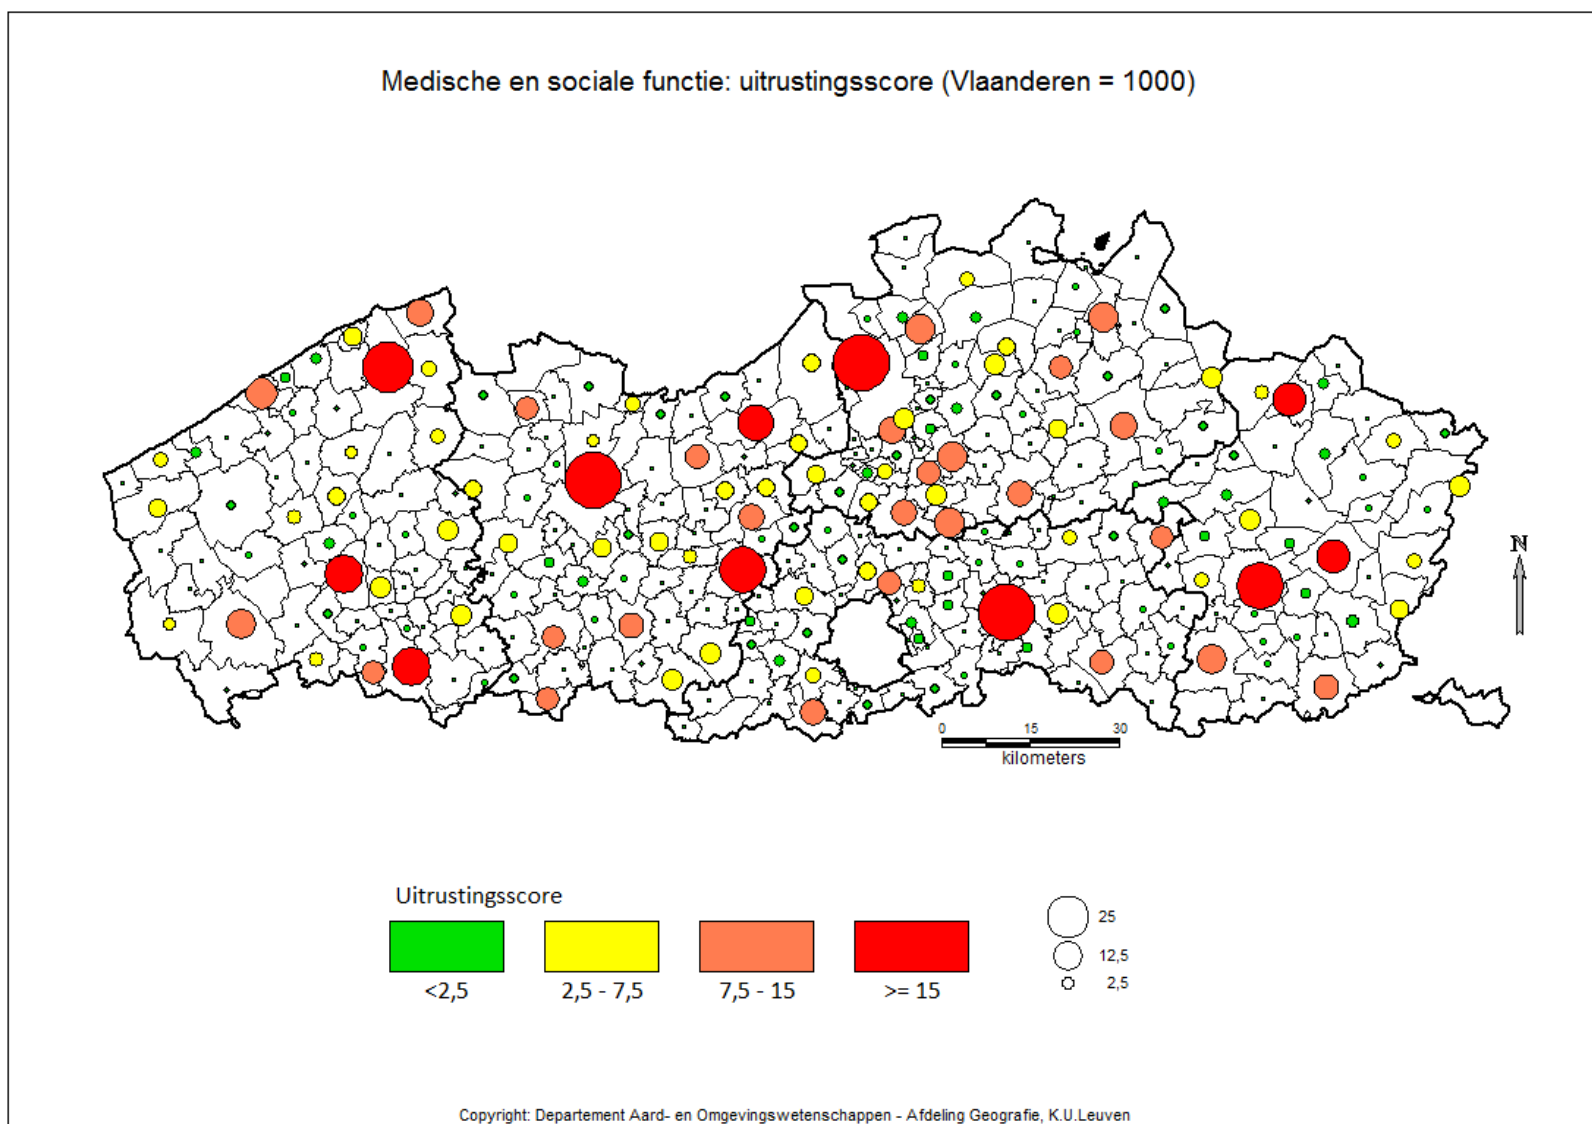 Medische en sociale functie: uitrustingsscore (Vlaanderen = 1000)
N
0 15 30
kilometers
Uitrustingsscore
25
12,5
2,5
<2,5 2,5 - 7,5 7,5 - 15 >= 15
Copyright: Departement Aard- en Omgevingswetenschappen - Afdeling Geografie, K.U.Leuven